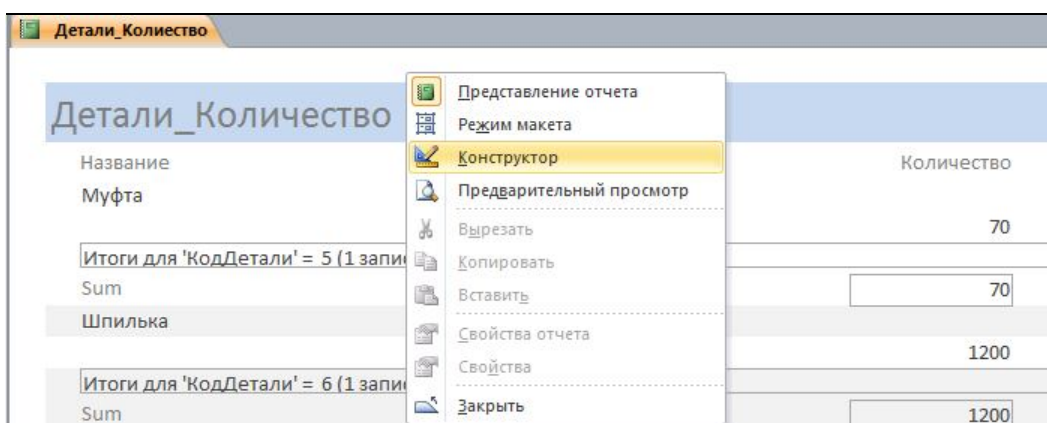 Детали_Колиество
Детали_Количество
Название
Количество
Муфта
70
Итоги для 'КодДетали' = 5 (1 запи
Sum
70
Шпилька
1200
Итоги для 'КодДетали' = 6 (1 запи
Sum
1200
Представление отчета
Режим макета
Конструктор
Предварительный просмотр
Вырезать
Копировать
Вставить
Свойства отчета
Свойства
Закрыть